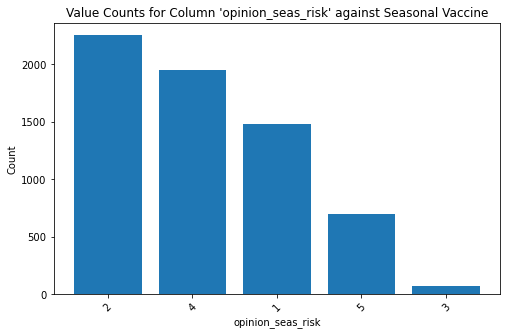 Value Counts for Column 'opinion_seas_risk' against Seasonal Vaccine
Count
2000
1500
1000
500
0
2 4 1 5 3
opinion_seas_risk